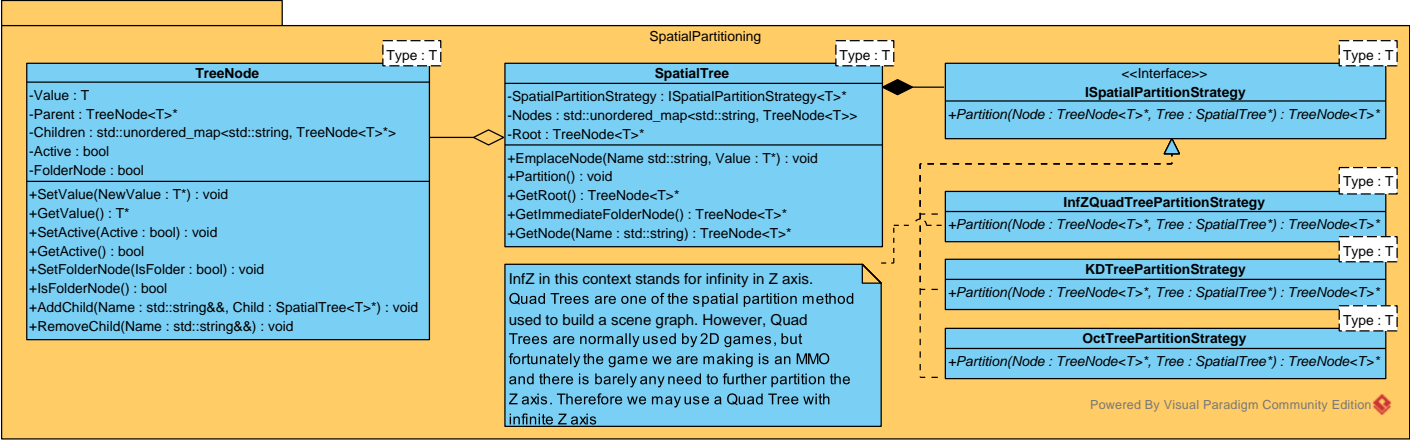 SpatialPartitioning
Type : T
TreeNode
-Value : T
-Parent : TreeNode<T>*
-Children : std::unordered_map<std::string, TreeNode<T>*>
-Active : bool
-FolderNode : bool
+SetValue(NewValue : T*) : void
+GetValue() : T*
+SetActive(Active : bool) : void
+GetActive() : bool
+SetFolderNode(IsFolder : bool) : void
+IsFolderNode() : bool
+AddChild(Name : std::string&&, Child : SpatialTree<T>*) : void
+RemoveChild(Name : std::string&&) : void
Type : T
SpatialTree
-SpatialPartitionStrategy : ISpatialPartitionStrategy<T>*
-Nodes : std::unordered_map<std::string, TreeNode<T>>
-Root : TreeNode<T>*
+EmplaceNode(Name std::string, Value : T*) : void
+Partition() : void
+GetRoot() : TreeNode<T>*
+GetImmediateFolderNode() : TreeNode<T>*
+GetNode(Name : std::string) : TreeNode<T>*
InfZ in this context stands for infinity in Z axis.
Quad Trees are one of the spatial partition method
used to build a scene graph. However, Quad
Trees are normally used by 2D games, but
fortunately the game we are making is an MMO
and there is barely any need to further partition the
Z axis. Therefore we may use a Quad Tree with
infinite Z axis
Type : T
<<Interface>>
ISpatialPartitionStrategy
+Partition(Node : TreeNode<T>*, Tree : SpatialTree*) : TreeNode<T>*
Type : T
InfZQuadTreePartitionStrategy
+Partition(Node : TreeNode<T>*, Tree : SpatialTree*) : TreeNode<T>*
Type : T
KDTreePartitionStrategy
+Partition(Node : TreeNode<T>*, Tree : SpatialTree*) : TreeNode<T>*
Type : T
OctTreePartitionStrategy
+Partition(Node : TreeNode<T>*, Tree : SpatialTree*) : TreeNode<T>*
Powered By Visual Paradigm Community Edition